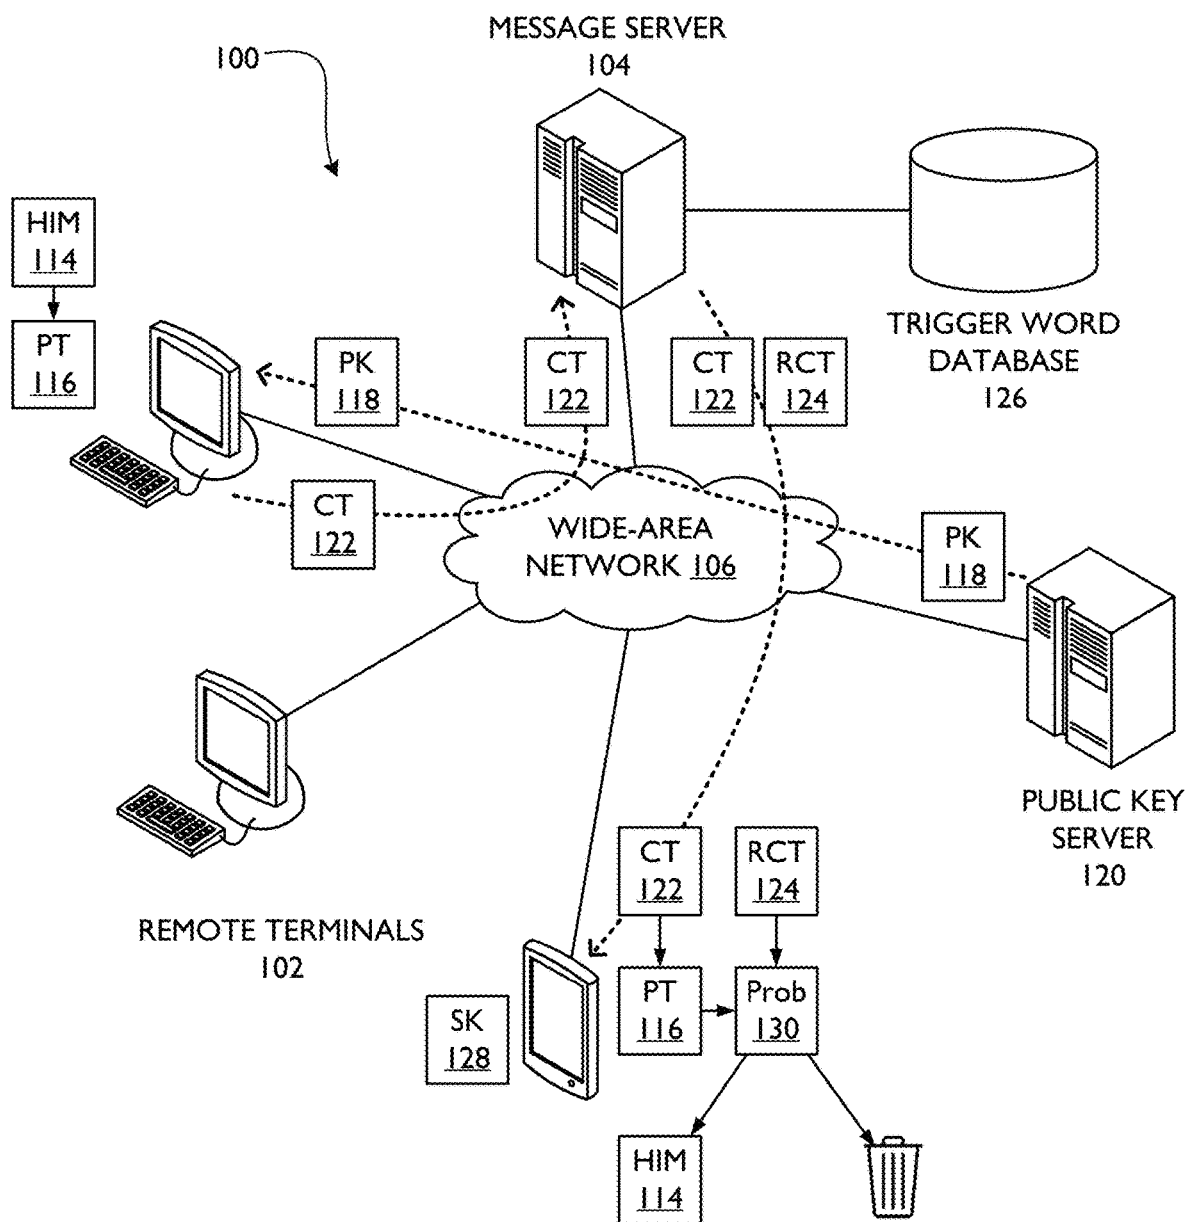 MESSAGE SERVER
104
100
HIM
114
PT
116
PK
118
CT
122
CT
122
RCT
124
TRIGGER WORD
DATABASE
126
CT
122
WIDE-AREA
NETWORK 106
PK
118
PUBLIC KEY
SERVER
120
REMOTE TERMINALS
102
CT
122
RCT
124
SK
128
PT
116
Prob
130
HIM
114